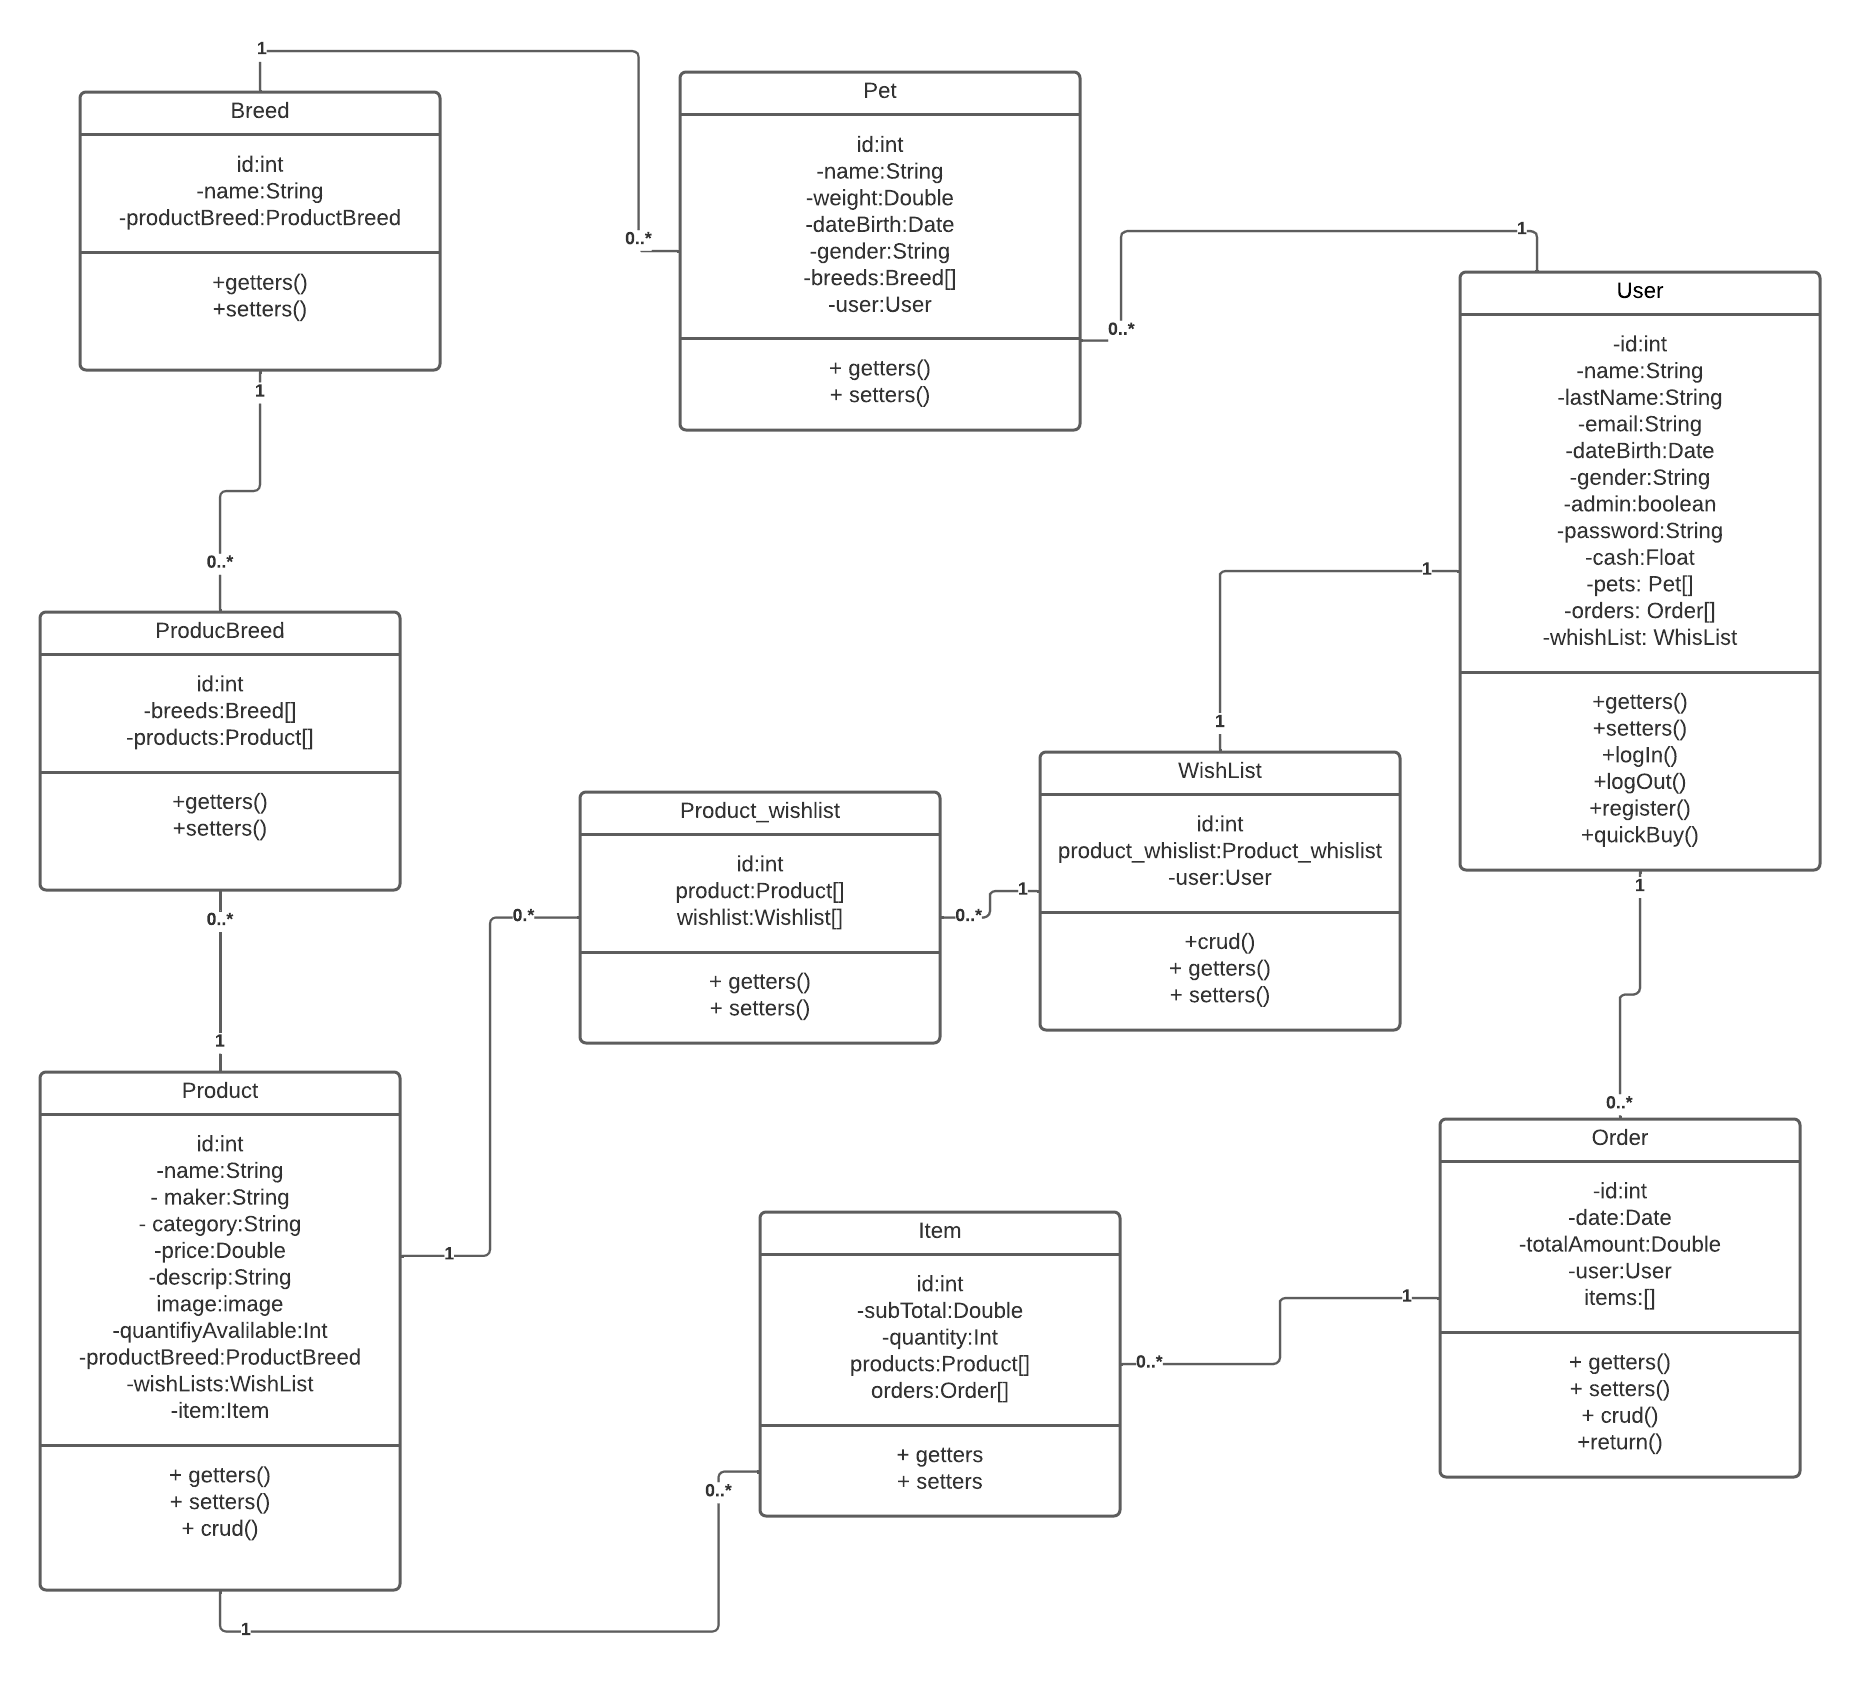 1
Breed
id:int
-name:String
-productBreed:ProductBreed
+getters()
+setters()
1
0..*
Pet
id:int
-name:String
-weight:Double
-dateBirth:Date
-gender:String
-breeds:Breed[]
-user:User
+ getters()
+ setters()
0..*
1
User
-id:int
-name:String
-lastName:String
-email:String
-dateBirth:Date
-gender:String
-admin:boolean
-password:String
-cash:Float
-pets: Pet[]
-orders: Order[]
-whishList: WhisList
+getters()
+setters()
+logIn()
+logOut()
+register()
+quickBuy()
1
1
1
0..*
ProducBreed
id:int
-breeds:Breed[]
-products:Product[]
+getters()
+setters()
0..*
1
Product_wishlist
id:int
product:Product[]
wishlist:Wishlist[]
+ getters()
+ setters()
0.*
0..*
1
WishList
id:int
product_whislist:Product_whislist
-user:User
+crud()
+ getters()
+ setters()
Product
id:int
-name:String
- maker:String
- category:String
-price:Double
-descrip:String
image:image
-quantifiyAvalilable:Int
-productBreed:ProductBreed
-wishLists:WishList
-item:Item
+ getters()
+ setters()
+ crud()
1
1
Item
id:int
-subTotal:Double
-quantity:Int
products:Product[]
orders:Order[]
+ getters
+ setters
0..*
0..*
1
0..*
Order
-id:int
-date:Date
-totalAmount:Double
-user:User
items:[]
+ getters()
+ setters()
+ crud()
+return()